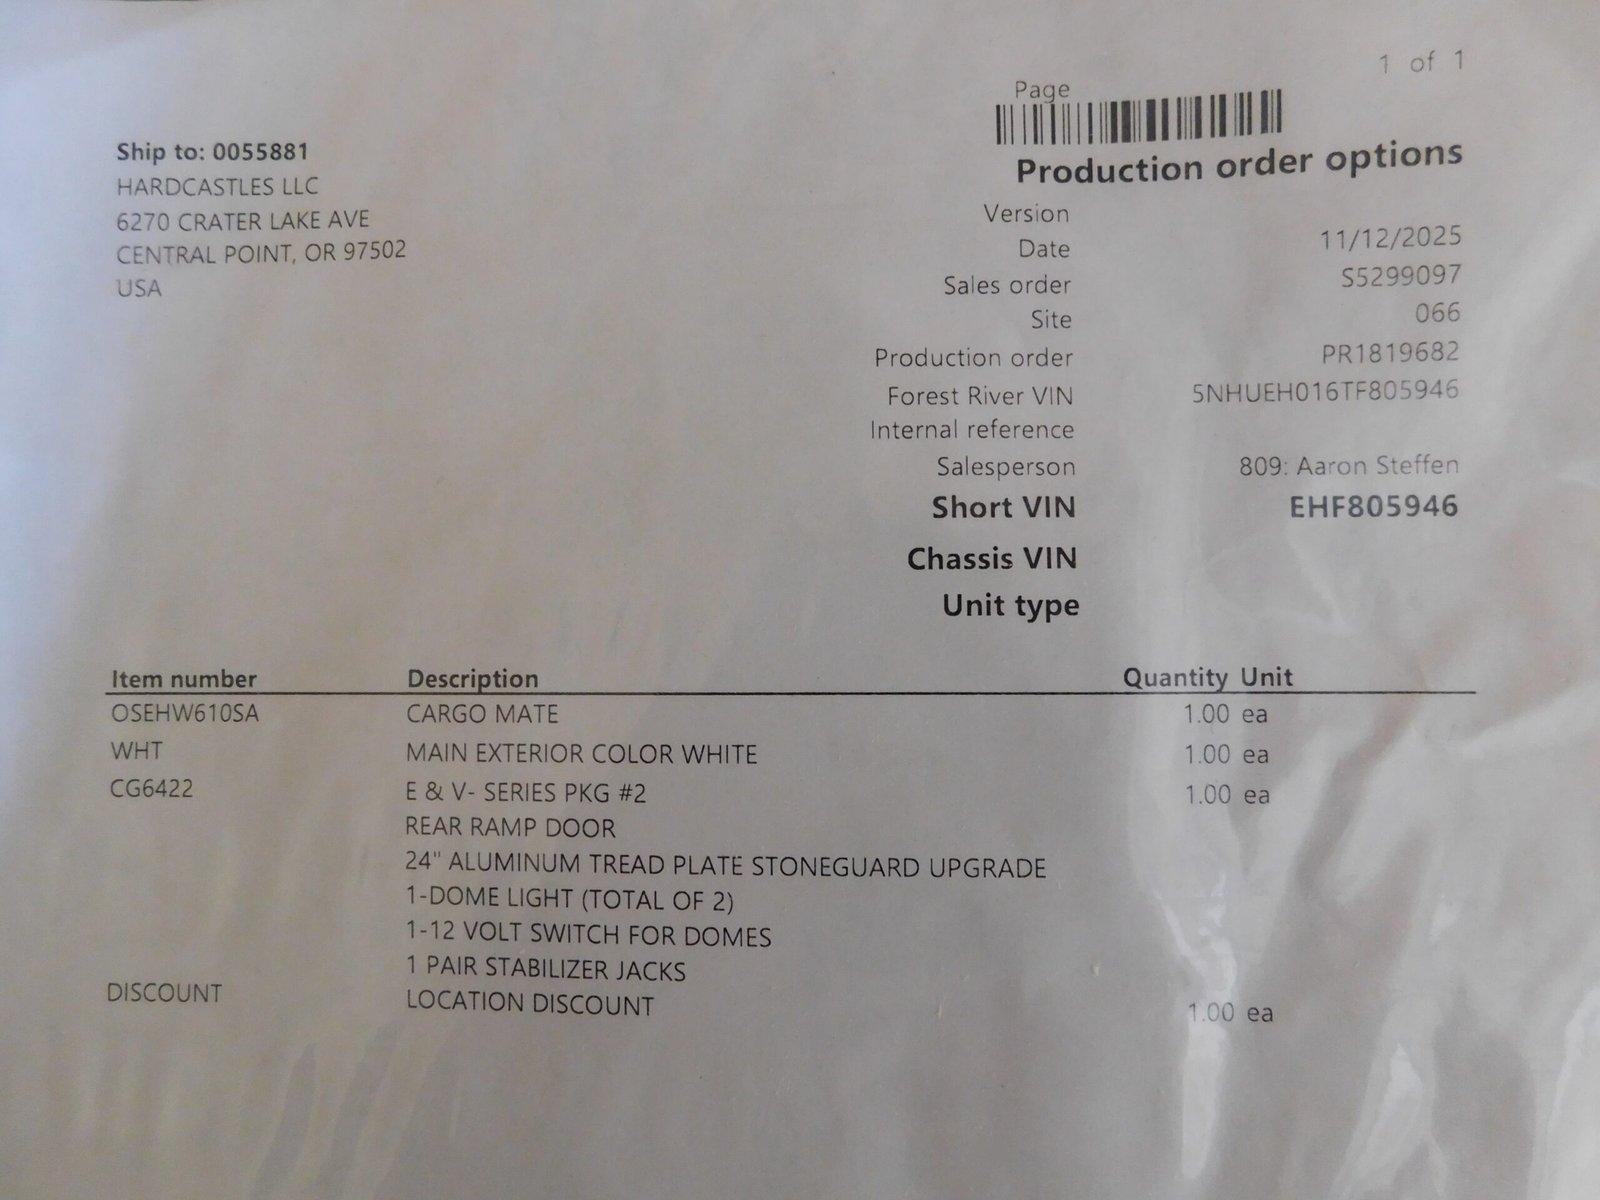 1 of 1
Page
Production order options
Ship to: 0055881
HARDCASTLES LLC
6270 CRATER LAKE AVE
CENTRAL POINT, OR 97502
USA
Version
Date 11/12/2025
Sales order S5299097
Site 066
Production order PR1819682
Forest River VIN 5NHUEH016TF805946
Internal reference
Salesperson 809: Aaron Steffen
Short VIN EHF805946
Chassis VIN
Unit type
Item number Description Quantity Unit
OSEHW610SA CARGO MATE 1.00 ea
WHT MAIN EXTERIOR COLOR WHITE 1.00 ea
CG6422 E & V- SERIES PKG #2 1.00 ea
REAR RAMP DOOR
24" ALUMINUM TREAD PLATE STONEGUARD UPGRADE
1-DOME LIGHT (TOTAL OF 2)
1-12 VOLT SWITCH FOR DOMES
1 PAIR STABILIZER JACKS
DISCOUNT LOCATION DISCOUNT 1.00 ea